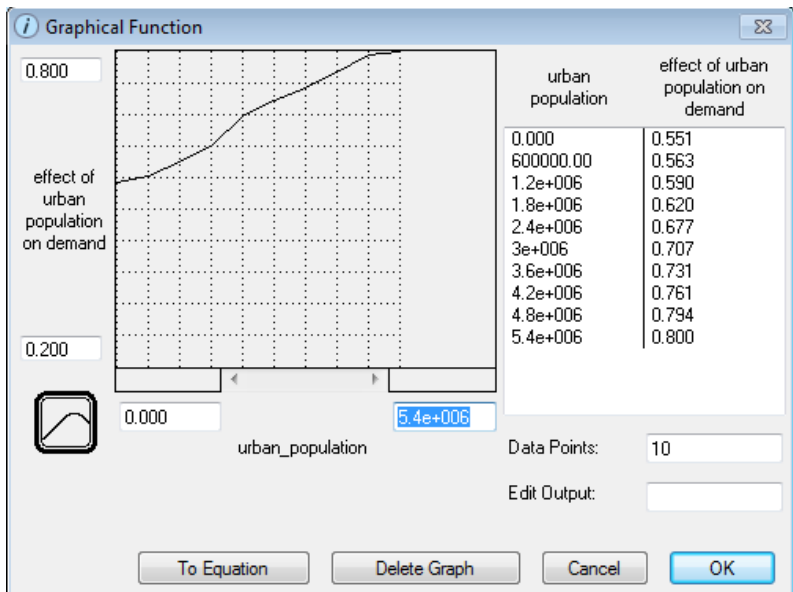 Graphical Function
0.800
effect of
urban
population
on demand
0.200
0.000
5.4e+006
urban_population
urban
population
effect of urban
population on
demand
0.000 0.551
600000.00 0.563
1.2e+006 0.590
1.8e+006 0.620
2.4e+006 0.677
3e+006 0.707
3.6e+006 0.731
4.2e+006 0.761
4.8e+006 0.794
5.4e+006 0.800
Data Points: 10
Edit Output:
To Equation
Delete Graph
Cancel
OK